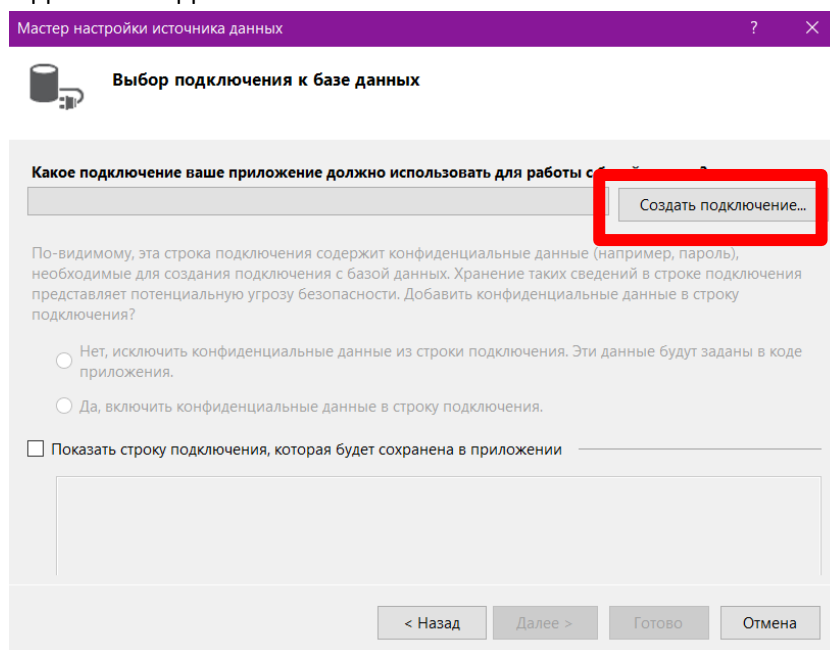 Мастер настройки источника данных ?
Выбор подключения к базе данных
Какое подключение ваше приложение должно использовать для работы с
Создать подключение...
По-видимому, эта строка подключения содержит конфиденциальные данные (например, пароль),
необходимые для создания подключения с базой данных. Хранение таких сведений в строке подключения
представляет потенциальную угрозу безопасности. Добавить конфиденциальные данные в строку
подключения?
Нет, исключить конфиденциальные данные из строки подключения. Эти данные будут заданы в коде
приложения.
Да, включить конфиденциальные данные в строку подключения.
Показать строку подключения, которая будет сохранена в приложении
< Назад Далее > Готово Отмена